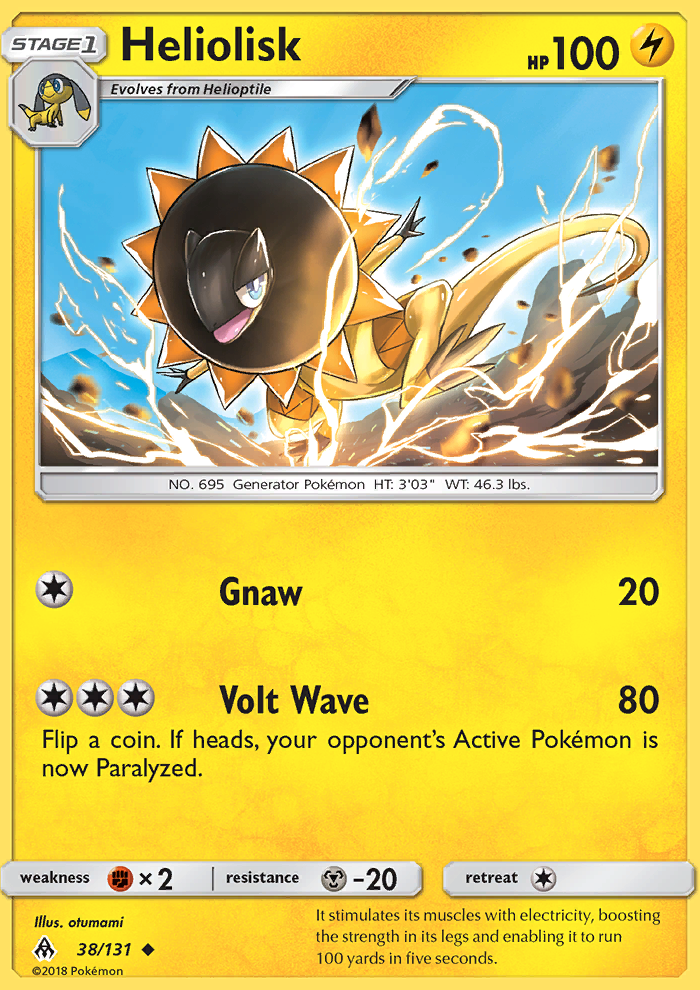 STAGE1
Heliolisk
HP100
Evolves from Helioptile
NO. 695 Generator Pokémon HT: 3'03" WT: 46.3 lbs.
Gnaw 20
Volt Wave 80
Flip a coin. If heads, your opponent's Active Pokémon is
now Paralyzed.
weakness ×2 resistance -20 retreat
Illus. otumami
38/131
©2018 Pokémon
It stimulates its muscles with electricity, boosting
the strength in its legs and enabling it to run
100 yards in five seconds.